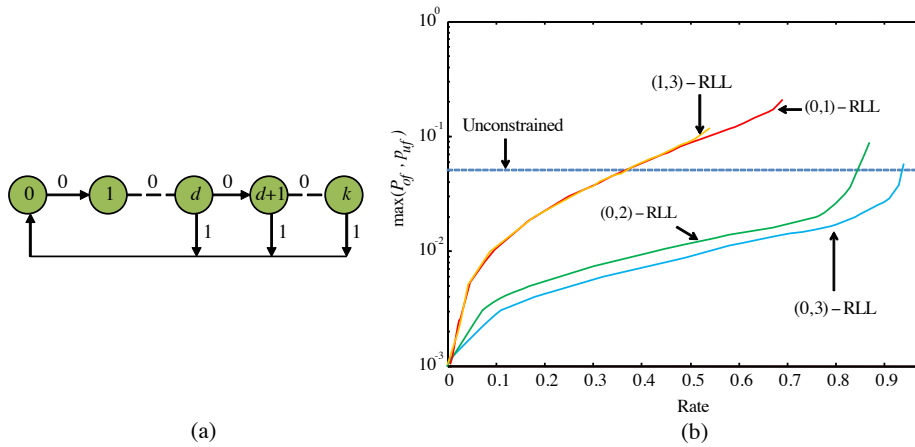 0 0 1 0 d 0 d+1 0 k
1 1 1
(a)
max(P_of , p_uf)
10^0
10^-1
10^-2
10^-3
(1,3) – RLL
(0,1) – RLL
Unconstrained
(0,2) – RLL
(0,3) – RLL
0 0.1 0.2 0.3 0.4 0.5 0.6 0.7 0.8 0.9
Rate
(b)